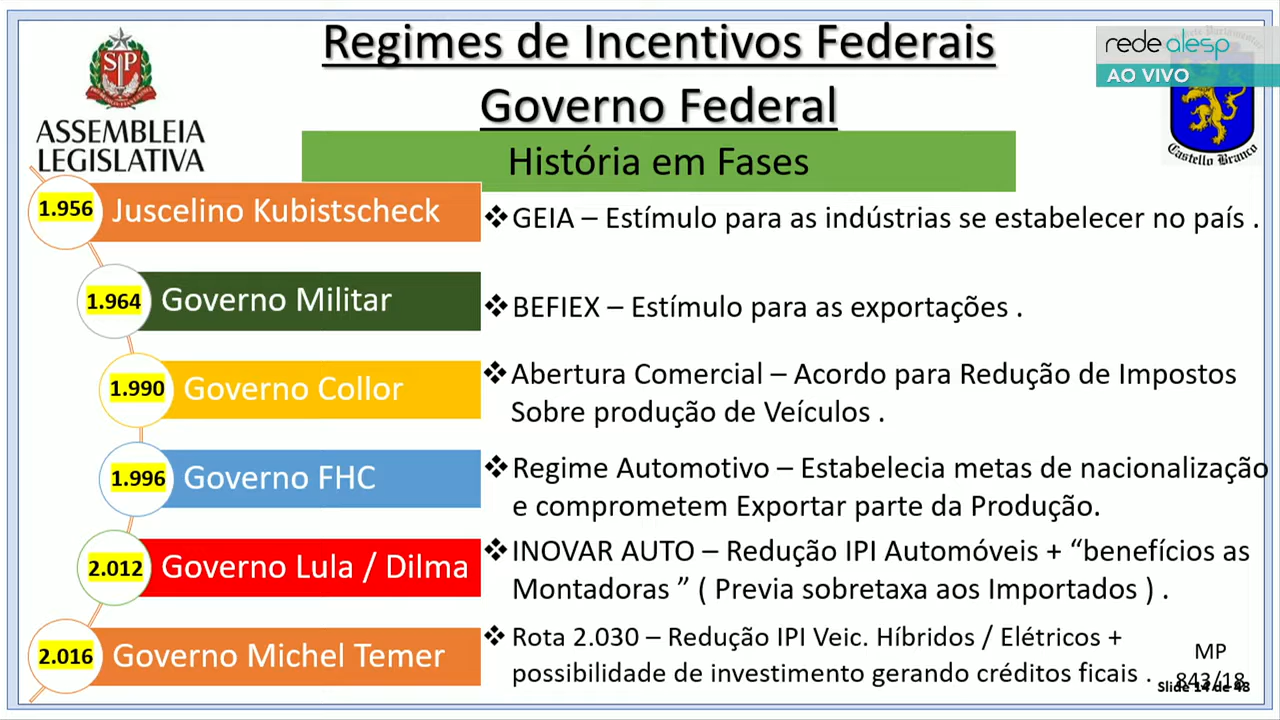 Regimes de Incentivos Federais
Governo Federal
rede alesp
AO VIVO
SP
ASSEMBLEIA
LEGISLATIVA
Castello Branco
História em Fases
1.956 Juscelino Kubistscheck
❖GEIA – Estímulo para as indústrias se estabelecer no país .
1.964 Governo Militar
❖BEFIEX – Estímulo para as exportações .
1.990 Governo Collor
❖Abertura Comercial – Acordo para Redução de Impostos
Sobre produção de Veículos .
1.996 Governo FHC
❖Regime Automotivo – Estabelecia metas de nacionalização
e comprometem Exportar parte da Produção.
2.012 Governo Lula / Dilma
❖INOVAR AUTO – Redução IPI Automóveis + “benefícios as
Montadoras ” ( Previa sobretaxa aos Importados ) .
2.016 Governo Michel Temer
❖Rota 2.030 – Redução IPI Veic. Híbridos / Elétricos +
possibilidade de investimento gerando créditos ficais .
MP
843/18
Slide 14 de 48